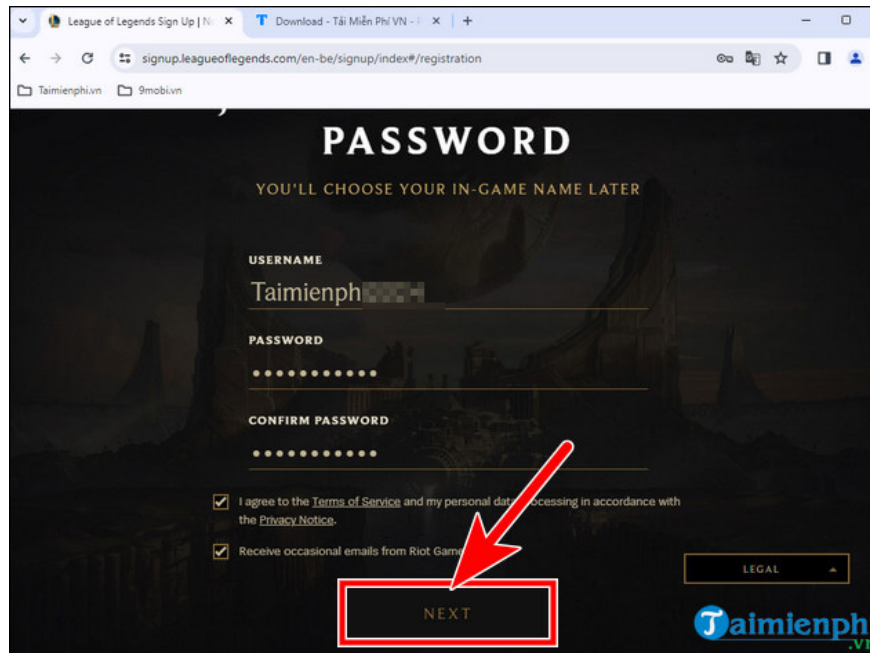 League of Legends Sign Up | N
Download - Tải Miễn Phí VN -
signup.leagueoflegends.com/en-be/signup/index#/registration
Taimienphi.vn
9mobi.vn
PASSWORD
YOU'LL CHOOSE YOUR IN-GAME NAME LATER
USERNAME
Taimienph
PASSWORD
CONFIRM PASSWORD
I agree to the Terms of Service and my personal data processing in accordance with
the Privacy Notice.
Receive occasional emails from Riot Games
LEGAL
NEXT
Taimienph
.vn